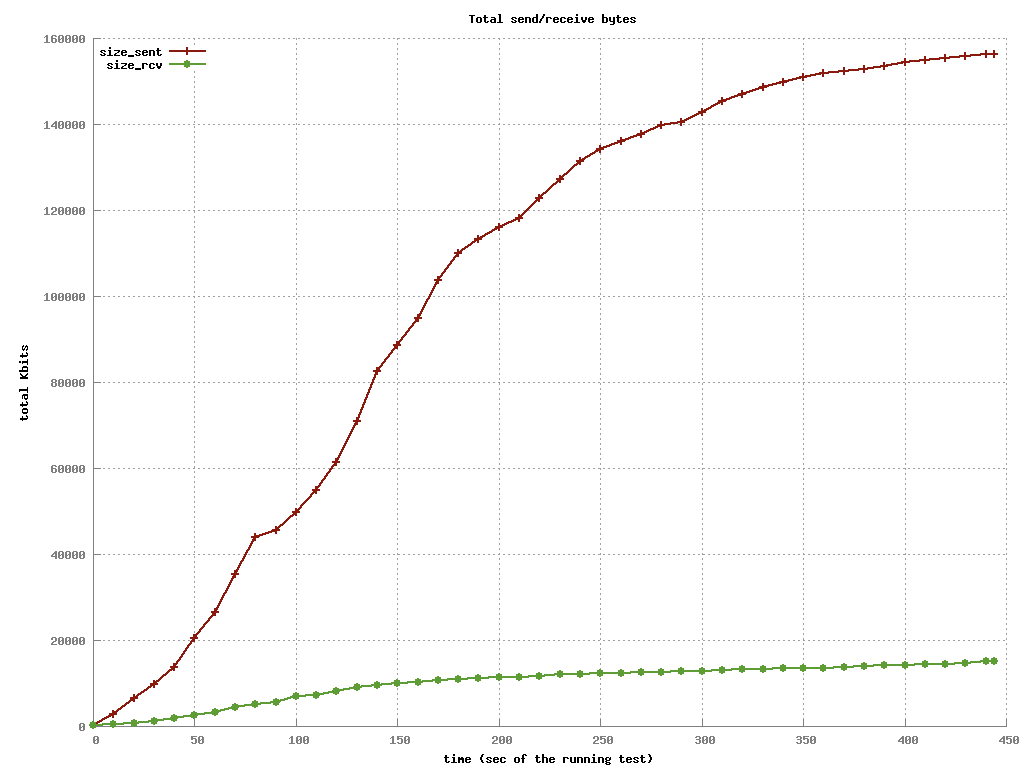 Total send/receive bytes
160000
size_sent
size_rcv
140000
120000
100000
80000
60000
40000
20000
0
total Kbits
0 50 100 150 200 250 300 350 400 450
time (sec of the running test)